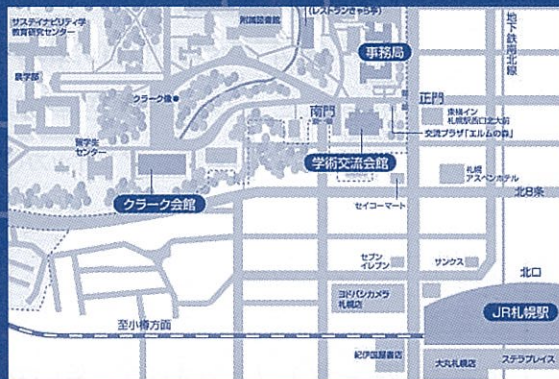 サステイナビリティ学
教育研究センター
附属図書館
(レストランきゃら亭)
事務局
地下鉄南北線
農学部
クラーク像
南門
正門
東横イン
札幌駅西口北大前
交流プラザ「エルムの森」
留学生
センター
学術交流会館
札幌
アスペンホテル
クラーク会館
北8条
セイコーマート
セブン
イレブン
サンクス
北口
ヨドバシカメラ
札幌店
JR札幌駅
至小樽方面
紀伊国屋書店
大丸札幌店
ステラプレイス